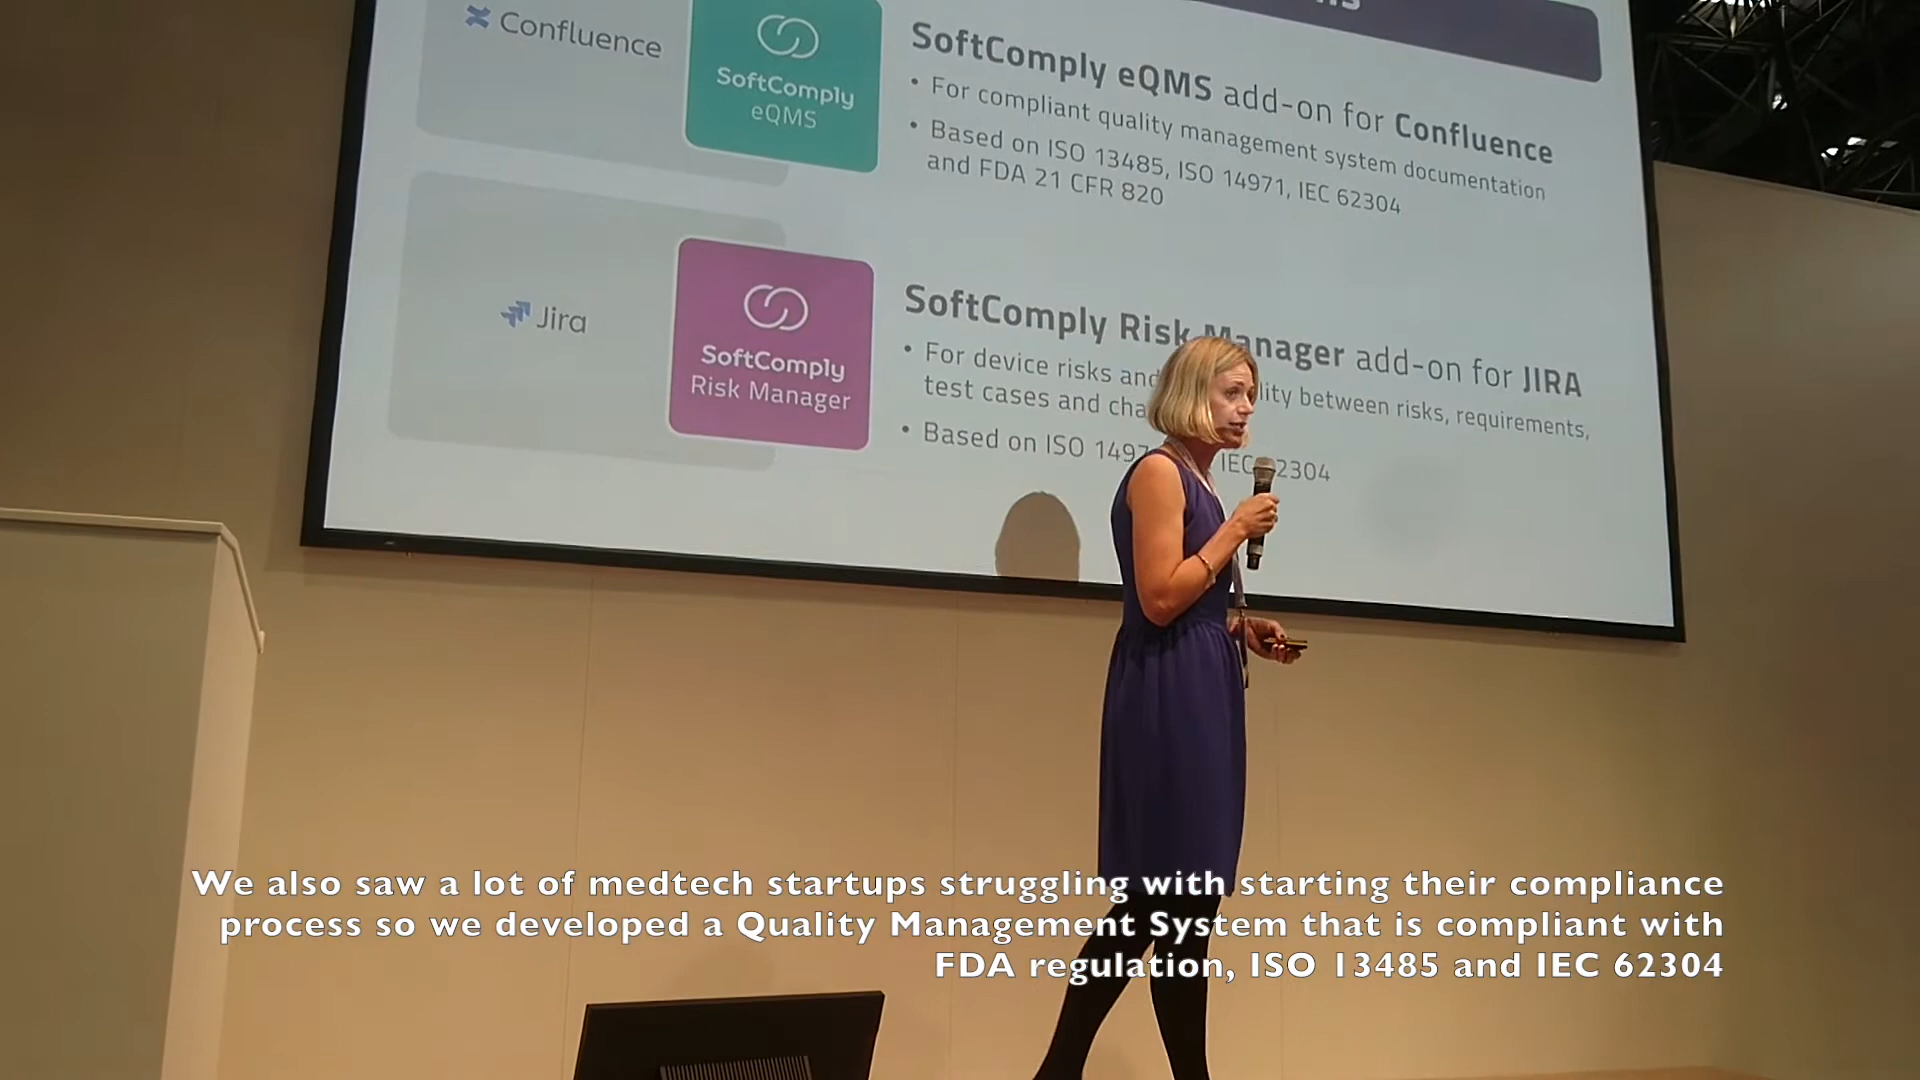 Confluence
SoftComply
eQMS
SoftComply eQMS add-on for Confluence
• For compliant quality management system documentation
• Based on ISO 13485, ISO 14971, IEC 62304
and FDA 21 CFR 820
Jira
SoftComply
Risk Manager
SoftComply Risk Manager add-on for JIRA
• For device risks and between risks, requirements,
test cases and
• Based on ISO IEC 62304
We also saw a lot of medtech startups struggling with starting their compliance
process so we developed a Quality Management System that is compliant with
FDA regulation, ISO 13485 and IEC 62304